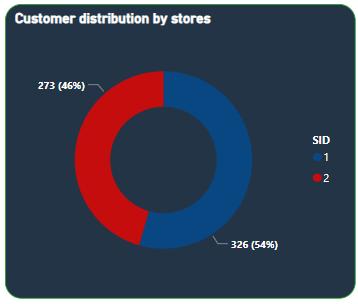 Customer distribution by stores
273 (46%)
SID
1
2
326 (54%)